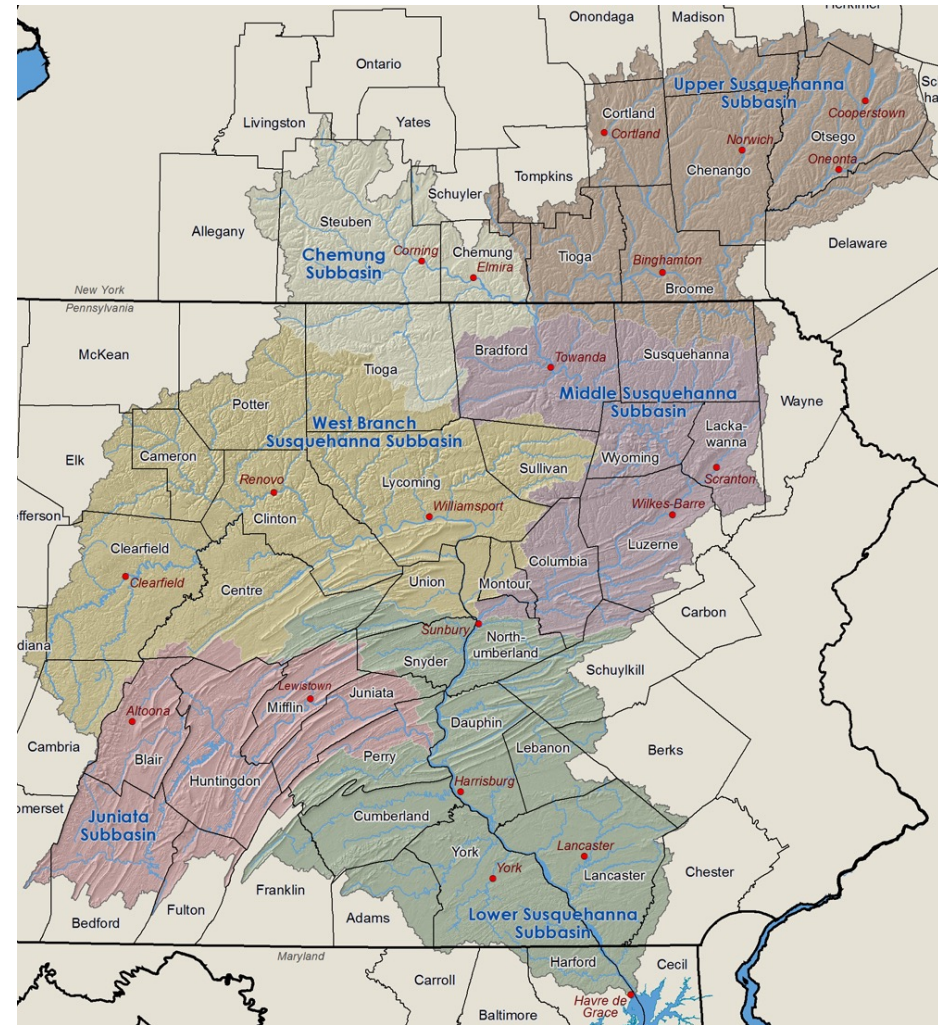 Onondaga
Madison
Herkimer
Ontario
Upper Susquehanna
Subbasin
Cortland
Cooperstown
Livingston
Yates
Cortland
Norwich
Otsego
Oneonta
Chenango
Tompkins
Schuyler
Steuben
Allegany
Delaware
Chemung
Subbasin
Corning
Chemung
Elmira
Tioga
Binghamton
Broome
New York
Pennsylvania
McKean
Bradford
Towanda
Susquehanna
Tioga
Middle Susquehanna
Subbasin
Wayne
Potter
West Branch
Susquehanna Subbasin
Lacka-
wanna
Elk
Cameron
Wyoming
Sullivan
Scranton
Renovo
Lycoming
Williamsport
Wilkes-Barre
efferson
Clinton
Clearfield
Clearfield
Luzerne
Columbia
Centre
Union
Montour
Carbon
Sunbury
North-
umberland
diana
Snyder
Schuylkill
Lewistown
Mifflin
Juniata
Altoona
Dauphin
Cambria
Blair
Perry
Lebanon
Berks
Huntingdon
Harrisburg
omerset
Juniata
Subbasin
Cumberland
York
Lancaster
York
Lancaster
Chester
Franklin
Fulton
Bedford
Adams
Lower Susquehanna
Subbasin
Maryland
Harford
Cecil
Carroll
Havre de
Grace
Baltimore